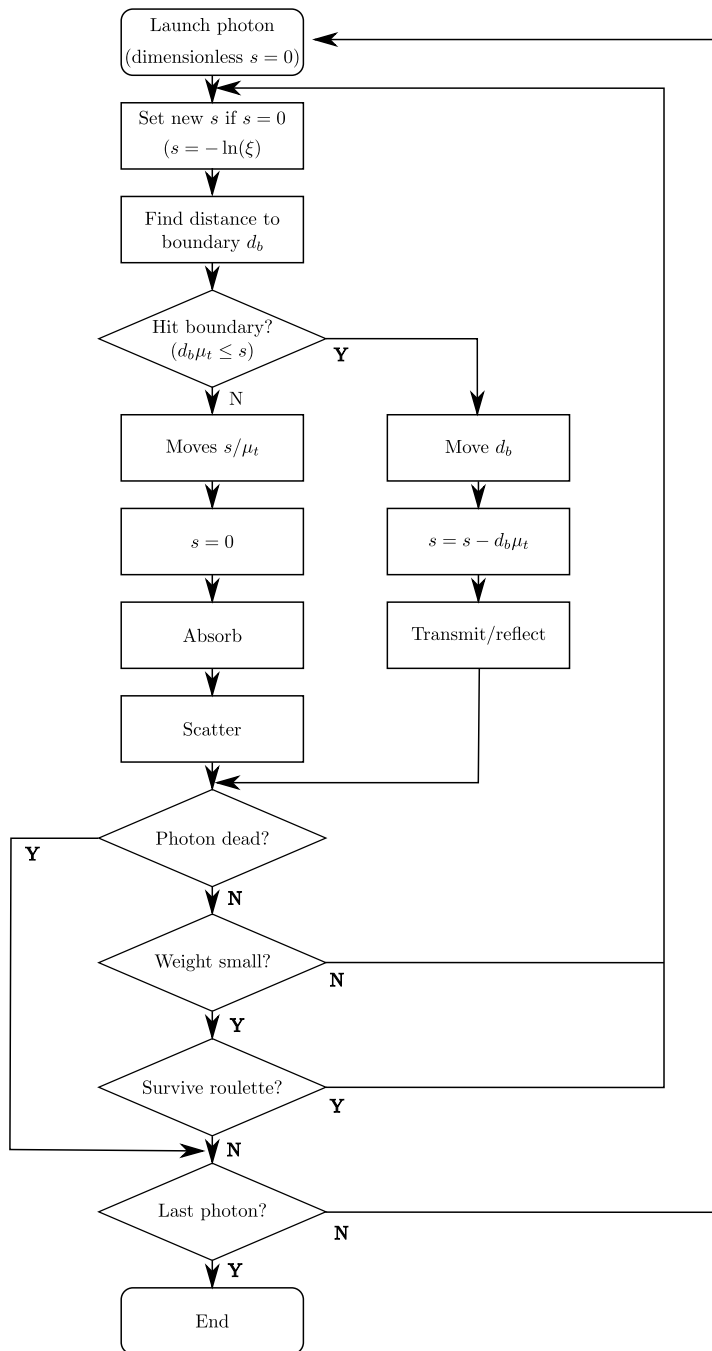 Launch photon
(dimensionless s = 0)
Set new s if s = 0
(s = − ln(ξ)
Find distance to
boundary d_b
Hit boundary?
(d_bμ_t ≤ s)
Y
N
Moves s/μ_t
Move d_b
s = 0
s = s − d_bμ_t
Absorb
Transmit/reflect
Scatter
Photon dead?
Y
N
Weight small?
N
Y
Survive roulette?
Y
N
Last photon?
N
Y
End